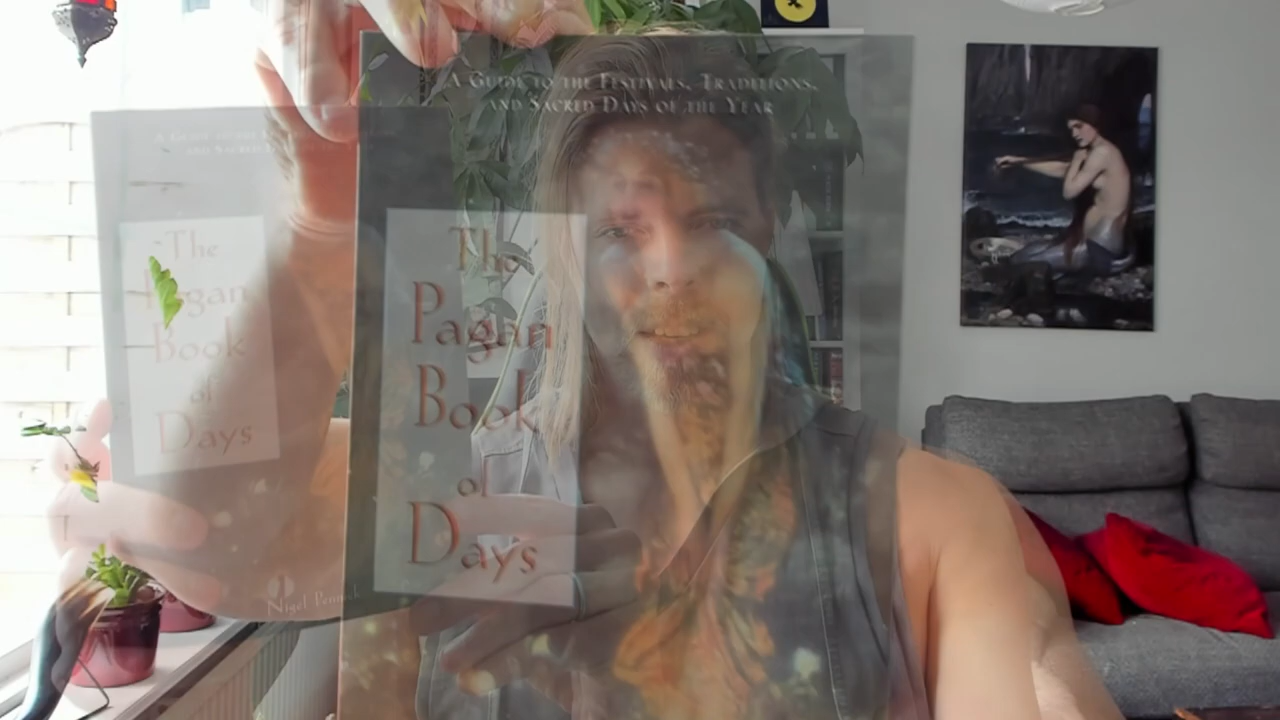 A Guide to the Festivals, Traditions,
and Sacred Days of the Year
The
Pagan
Book
of
Days
The
Pagan
Book
of
Days
Nigel Pennick